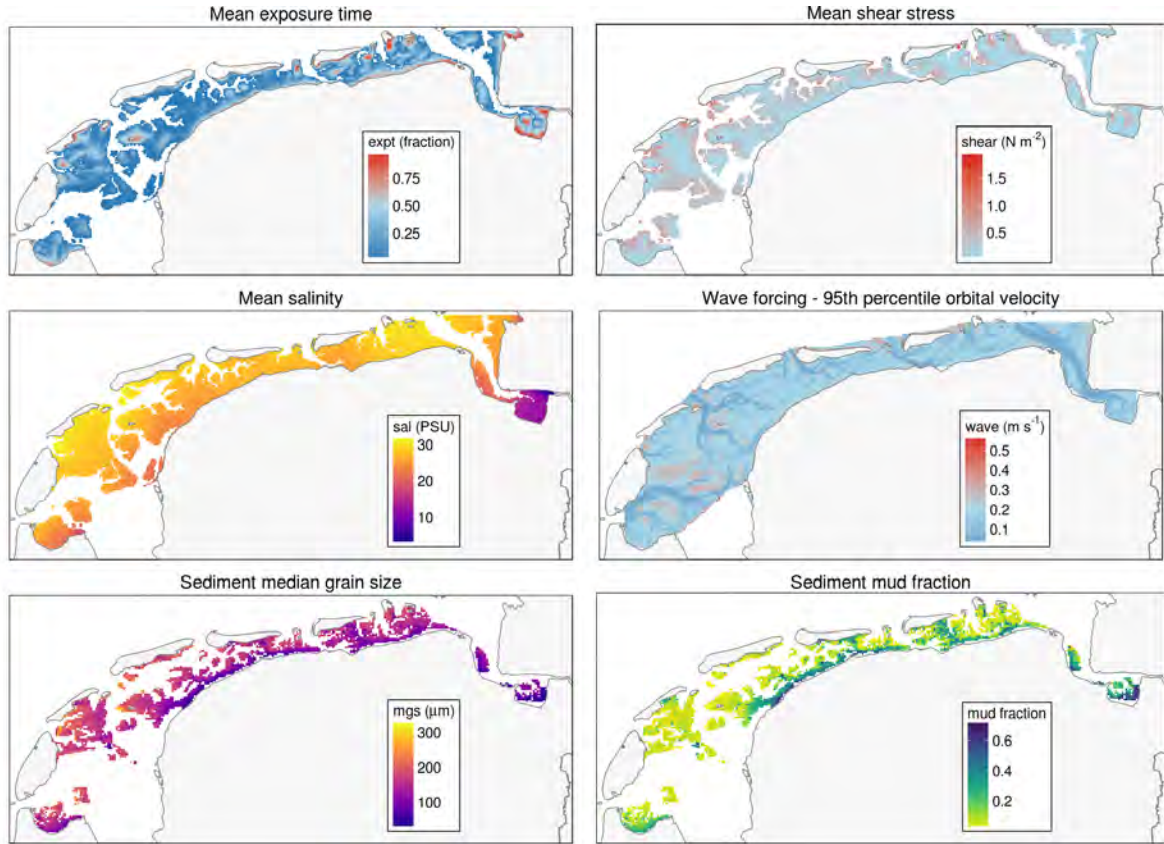 Mean exposure time
expt (fraction)
0.75
0.50
0.25
Mean shear stress
shear (N m⁻²)
1.5
1.0
0.5
Mean salinity
sal (PSU)
30
20
10
Wave forcing - 95th percentile orbital velocity
wave (m s⁻¹)
0.5
0.4
0.3
0.2
0.1
Sediment median grain size
mgs (μm)
300
200
100
Sediment mud fraction
mud fraction
0.6
0.4
0.2